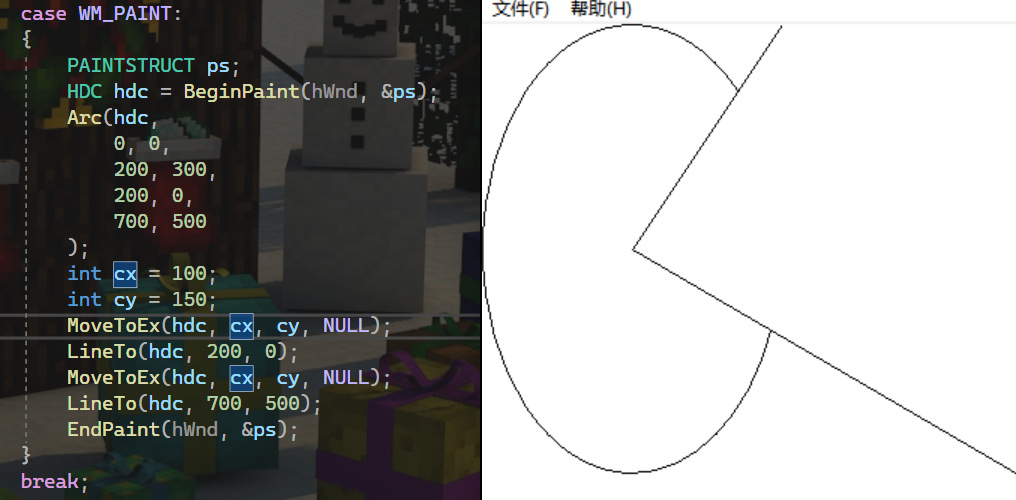 case WM_PAINT:
{
PAINTSTRUCT ps;
HDC hdc = BeginPaint(hWnd, &ps);
Arc(hdc,
0, 0,
200, 300,
200, 0,
700, 500
);
int cx = 100;
int cy = 150;
MoveToEx(hdc, cx, cy, NULL);
LineTo(hdc, 200, 0);
MoveToEx(hdc, cx, cy, NULL);
LineTo(hdc, 700, 500);
EndPaint(hWnd, &ps);
}
break;
文件(F) 帮助(H)